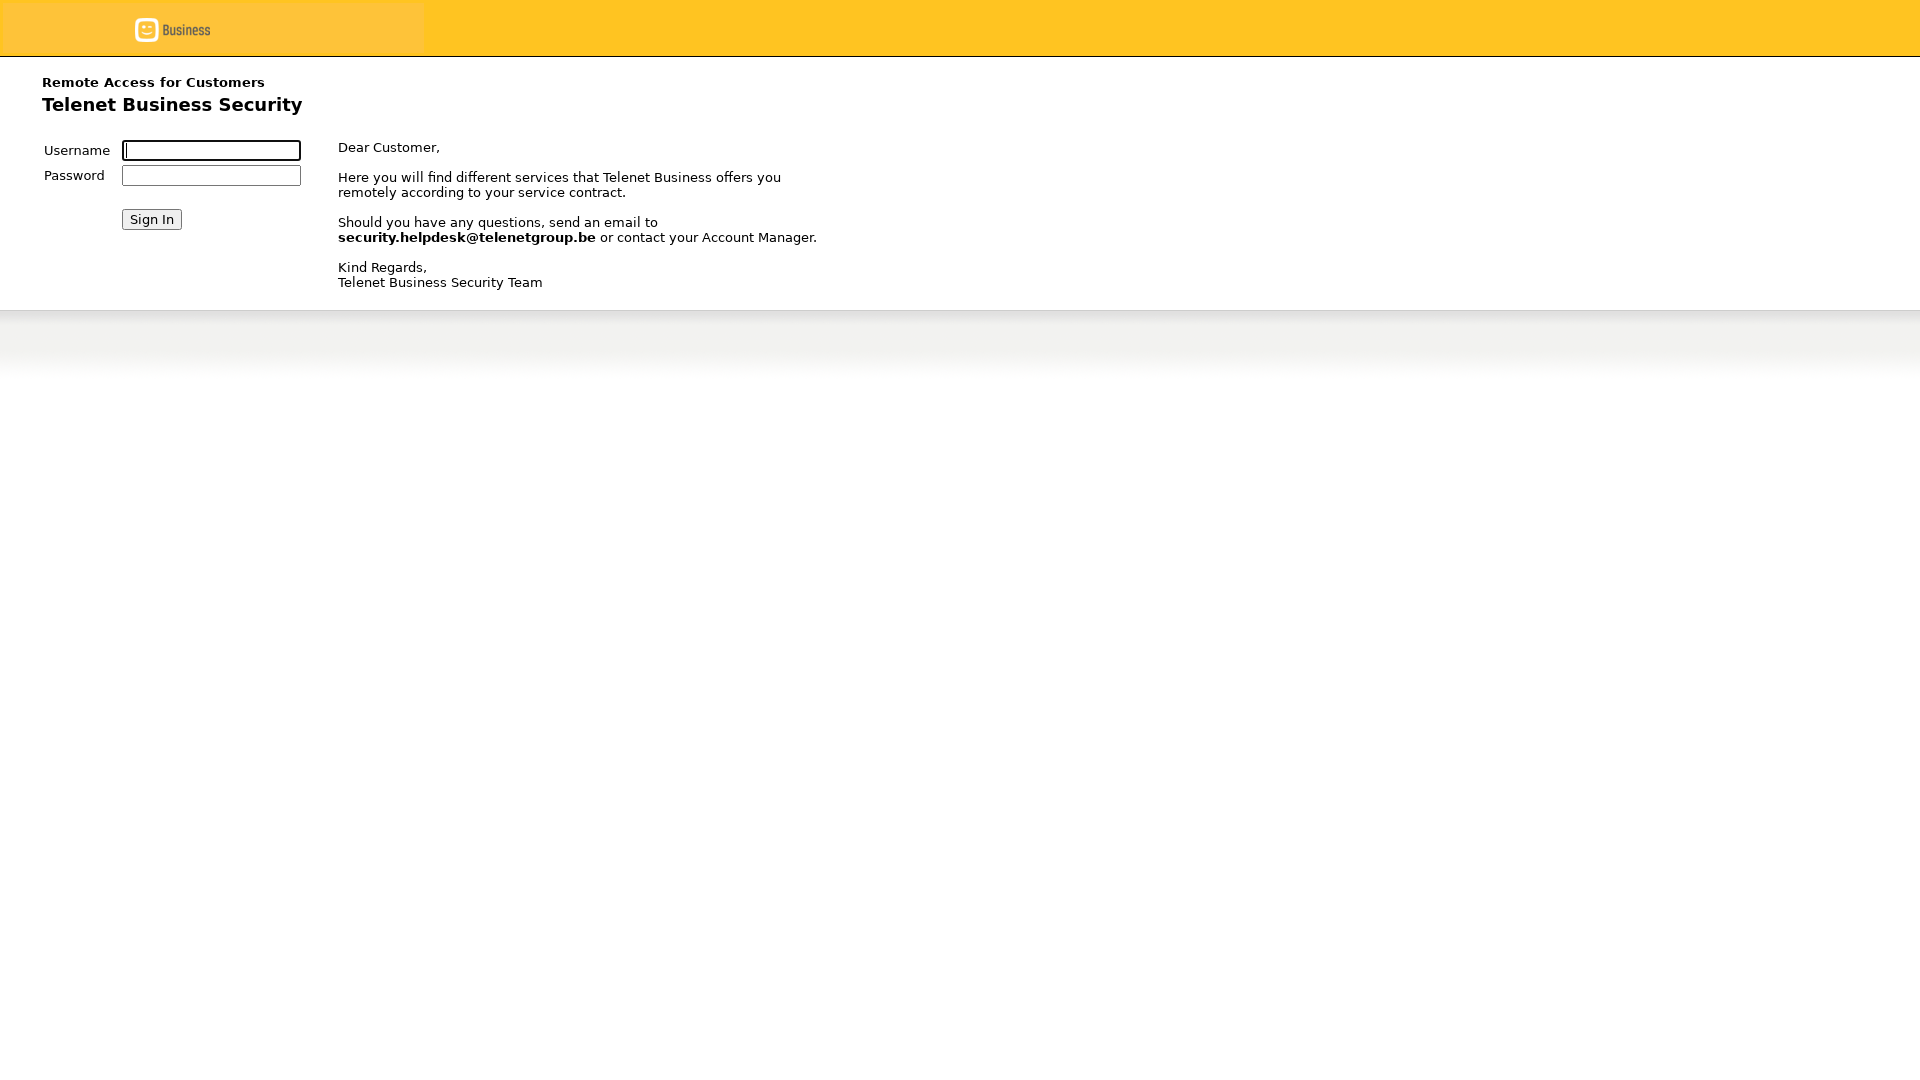 Business
Remote Access for Customers
Telenet Business Security
Username
Password
Sign In
Dear Customer,
Here you will find different services that Telenet Business offers you
remotely according to your service contract.
Should you have any questions, send an email to
security.helpdesk@telenetgroup.be or contact your Account Manager.
Kind Regards,
Telenet Business Security Team